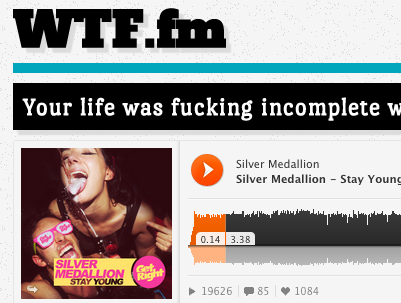 WTF.fm
Your life was fucking incomplete w
Silver Medallion
Silver Medallion – Stay Young
SILVER
MEDALLION
STAY YOUNG
Get
Right
0.14 3.38
19626 85 1084